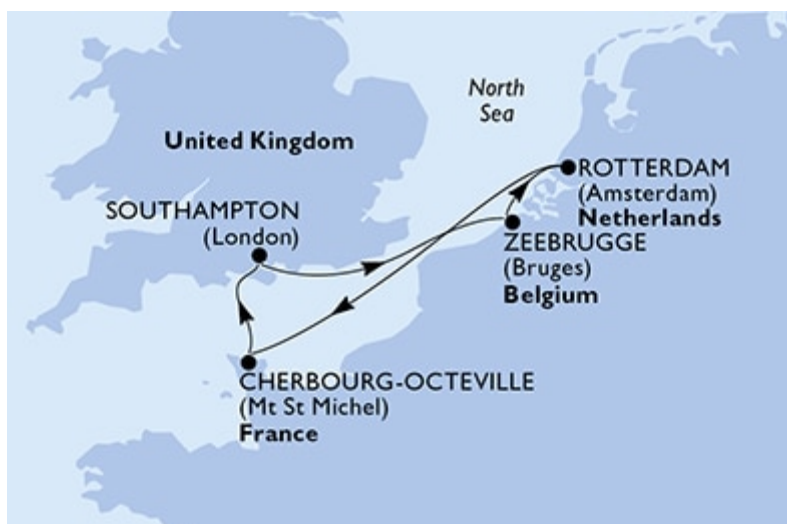 North
Sea
United Kingdom
ROTTERDAM
(Amsterdam)
Netherlands
SOUTHAMPTON
(London)
ZEEBRUGGE
(Bruges)
Belgium
CHERBOURG-OCTEVILLE
(Mt St Michel)
France